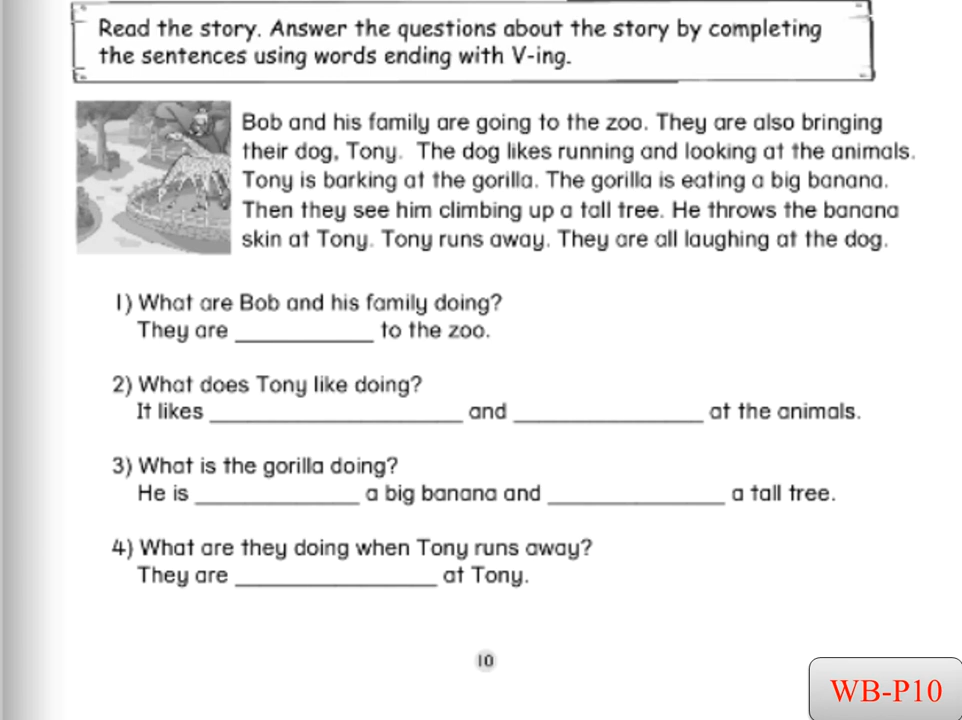 Read the story. Answer the questions about the story by completing
the sentences using words ending with V-ing.
Bob and his family are going to the zoo. They are also bringing
their dog, Tony. The dog likes running and looking at the animals.
Tony is barking at the gorilla. The gorilla is eating a big banana.
Then they see him climbing up a tall tree. He throws the banana
skin at Tony. Tony runs away. They are all laughing at the dog.
1) What are Bob and his family doing?
They are ____________ to the zoo.
2) What does Tony like doing?
It likes ______________________ and ________________ at the animals.
3) What is the gorilla doing?
He is ______________ a big banana and _______________ a tall tree.
4) What are they doing when Tony runs away?
They are _________________ at Tony.
10
WB-P10